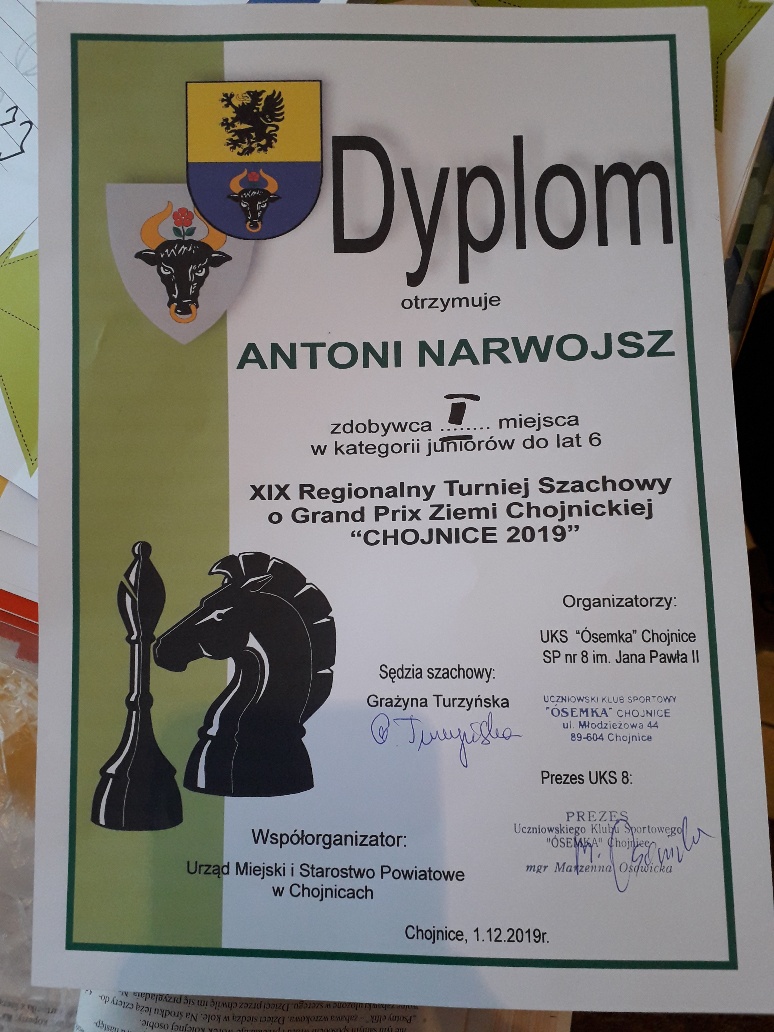 Dyplom
otrzymuje
ANTONI NARWOJSZ
zdobywca ...I..... miejsca
w kategorii juniorów do lat 6
XIX Regionalny Turniej Szachowy
o Grand Prix Ziemi Chojnickiej
“CHOJNICE 2019”
Organizatorzy:
UKS “Ósemka” Chojnice
SP nr 8 im. Jana Pawła II
Sędzia szachowy:
Grażyna Turzyńska
G. Turzyńska
UCZNIOWSKI KLUB SPORTOWY
"ÓSEMKA" CHOJNICE
ul. Młodzieżowa 44
89-604 Chojnice
Prezes UKS 8:
PREZES
Uczniowskiego Klubu Sportowego
"ÓSEMKA" Chojnice
mgr Marzenna Osowicka
Współorganizator:
Urząd Miejski i Starostwo Powiatowe
w Chojnicach
Chojnice, 1.12.2019r.